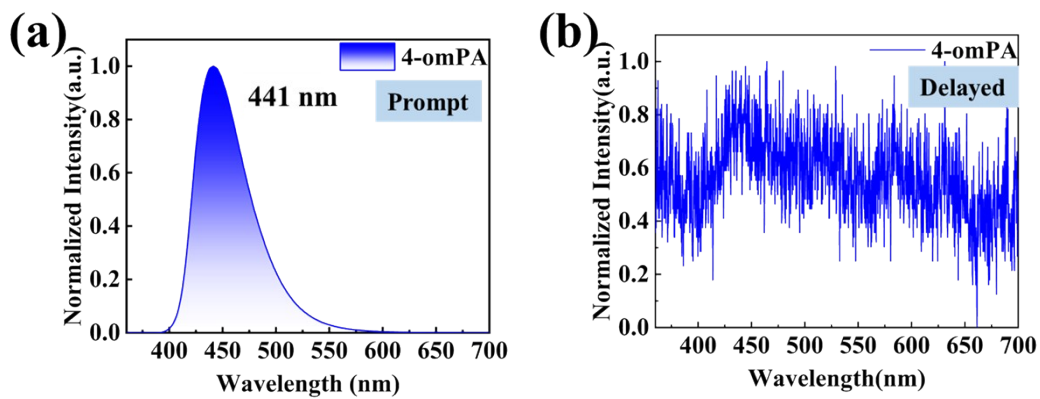 (a)
4-omPA
441 nm
Prompt
1.0
0.8
0.6
0.4
0.2
0.0
Normalized Intensity(a.u.)
400 450 500 550 600 650 700
Wavelength (nm)
(b)
4-omPA
Delayed
1.0
0.8
0.6
0.4
0.2
0.0
Normalized Intensity(a.u.)
400 450 500 550 600 650 700
Wavelength(nm)